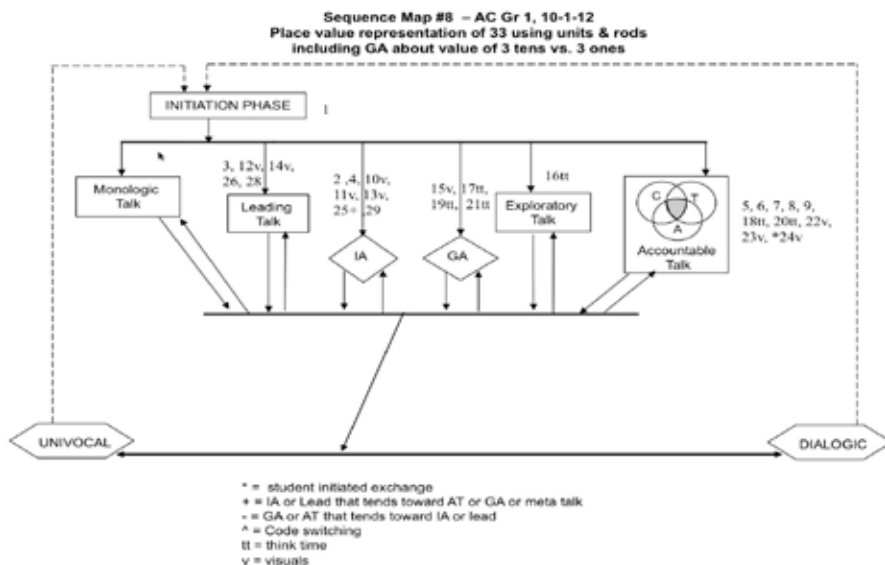 Sequence Map #8 – AC Gr 1, 10-1-12
Place value representation of 33 using units & rods
including GA about value of 3 tens vs. 3 ones
INITIATION PHASE
1
Monologic
Talk
3, 12v, 14v,
26, 28
Leading
Talk
2 ,4, 10v,
11v, 13v,
25+ ,29
IA
15v, 17tt,
19tt, 21tt
GA
16tt
Exploratory
Talk
C T
A
Accountable
Talk
5, 6, 7, 8, 9,
18tt, 20tt, 22v,
23v, *24v
UNIVOCAL
DIALOGIC
* = student initiated exchange
+ = IA or Lead that tends toward AT or GA or meta talk
- = GA or AT that tends toward IA or lead
^ = Code switching
tt = think time
v = visuals